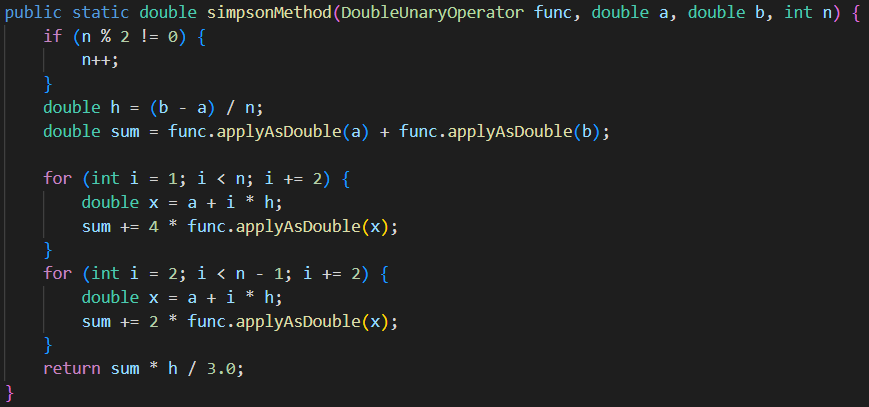 public static double simpsonMethod(DoubleUnaryOperator func, double a, double b, int n) {
    if (n % 2 != 0) {
        n++;
    }
    double h = (b - a) / n;
    double sum = func.applyAsDouble(a) + func.applyAsDouble(b);

    for (int i = 1; i < n; i += 2) {
        double x = a + i * h;
        sum += 4 * func.applyAsDouble(x);
    }
    for (int i = 2; i < n - 1; i += 2) {
        double x = a + i * h;
        sum += 2 * func.applyAsDouble(x);
    }
    return sum * h / 3.0;
}